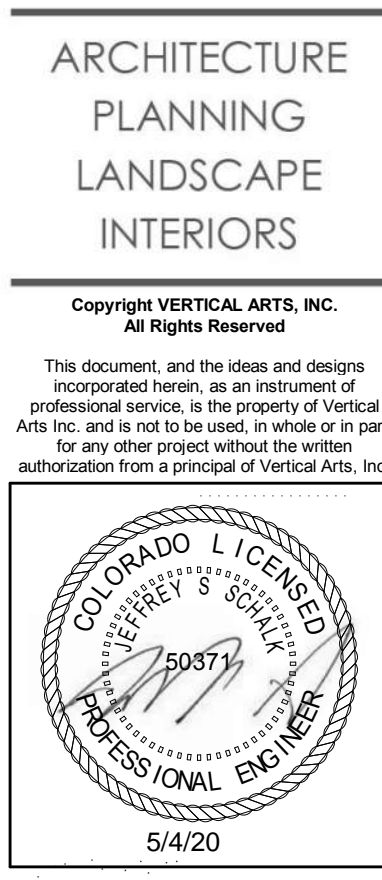 ARCHITECTURE
PLANNING
LANDSCAPE
INTERIORS
Copyright VERTICAL ARTS, INC.
All Rights Reserved
This document, and the ideas and designs
incorporated herein, as an instrument of
professional service, is the property of Vertical
Arts Inc. and is not to be used, in whole or in par
for any other project without the written
authorization from a principal of Vertical Arts, Inc
COLORADO LICENSED
JEFFREY S SCHALK
50371
PROFESSIONAL ENGINEER
5/4/20